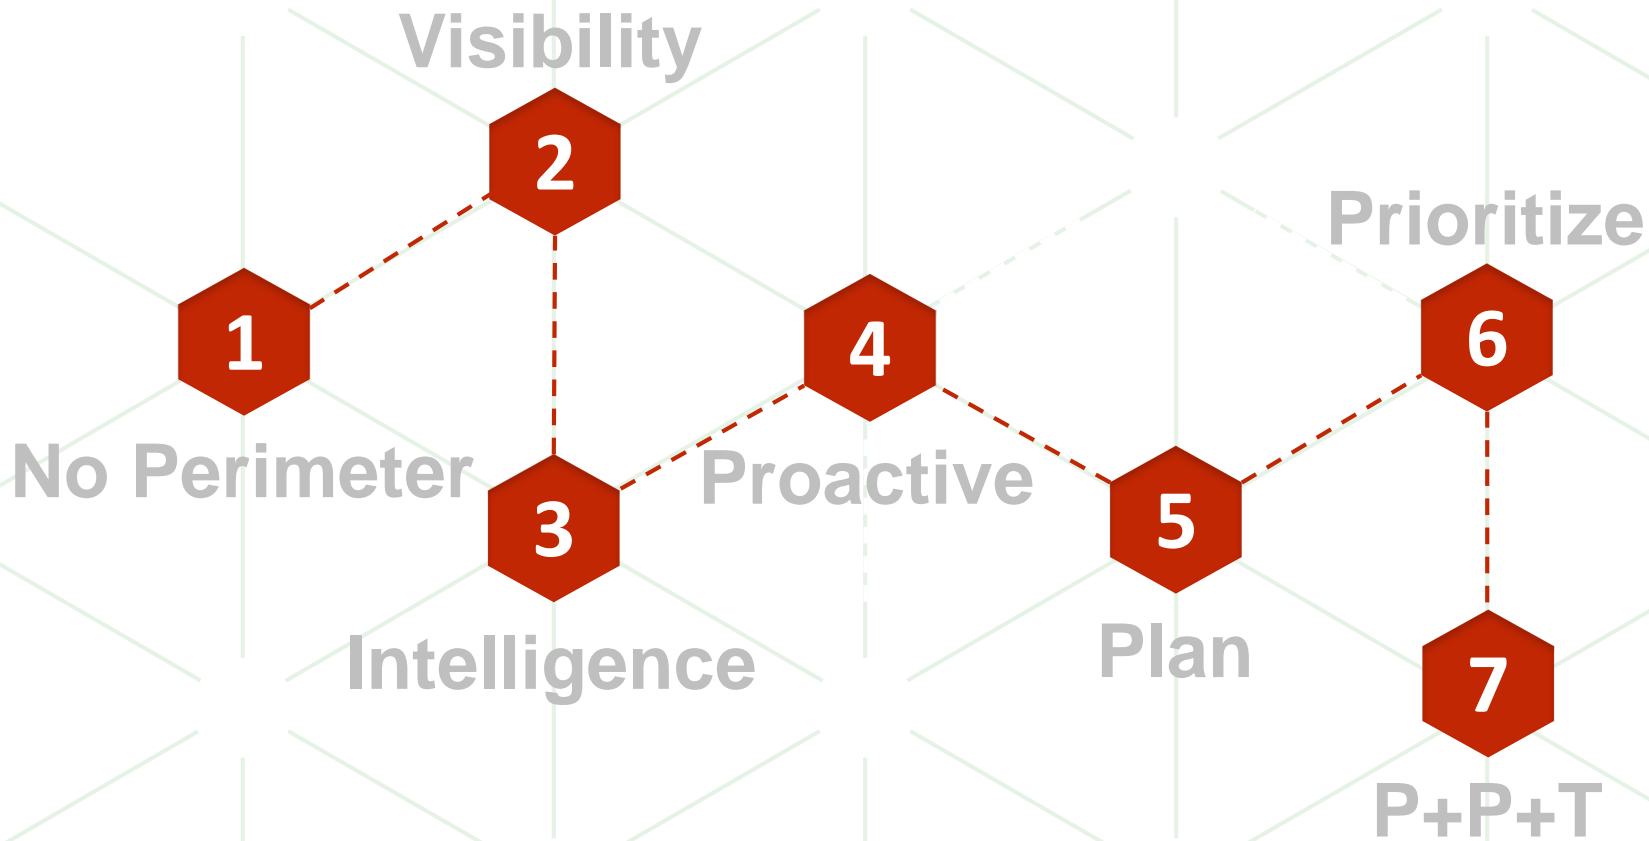 1
No Perimeter
2
Visibility
3
Intelligence
4
Proactive
5
Plan
6
Prioritize
7
P+P+T